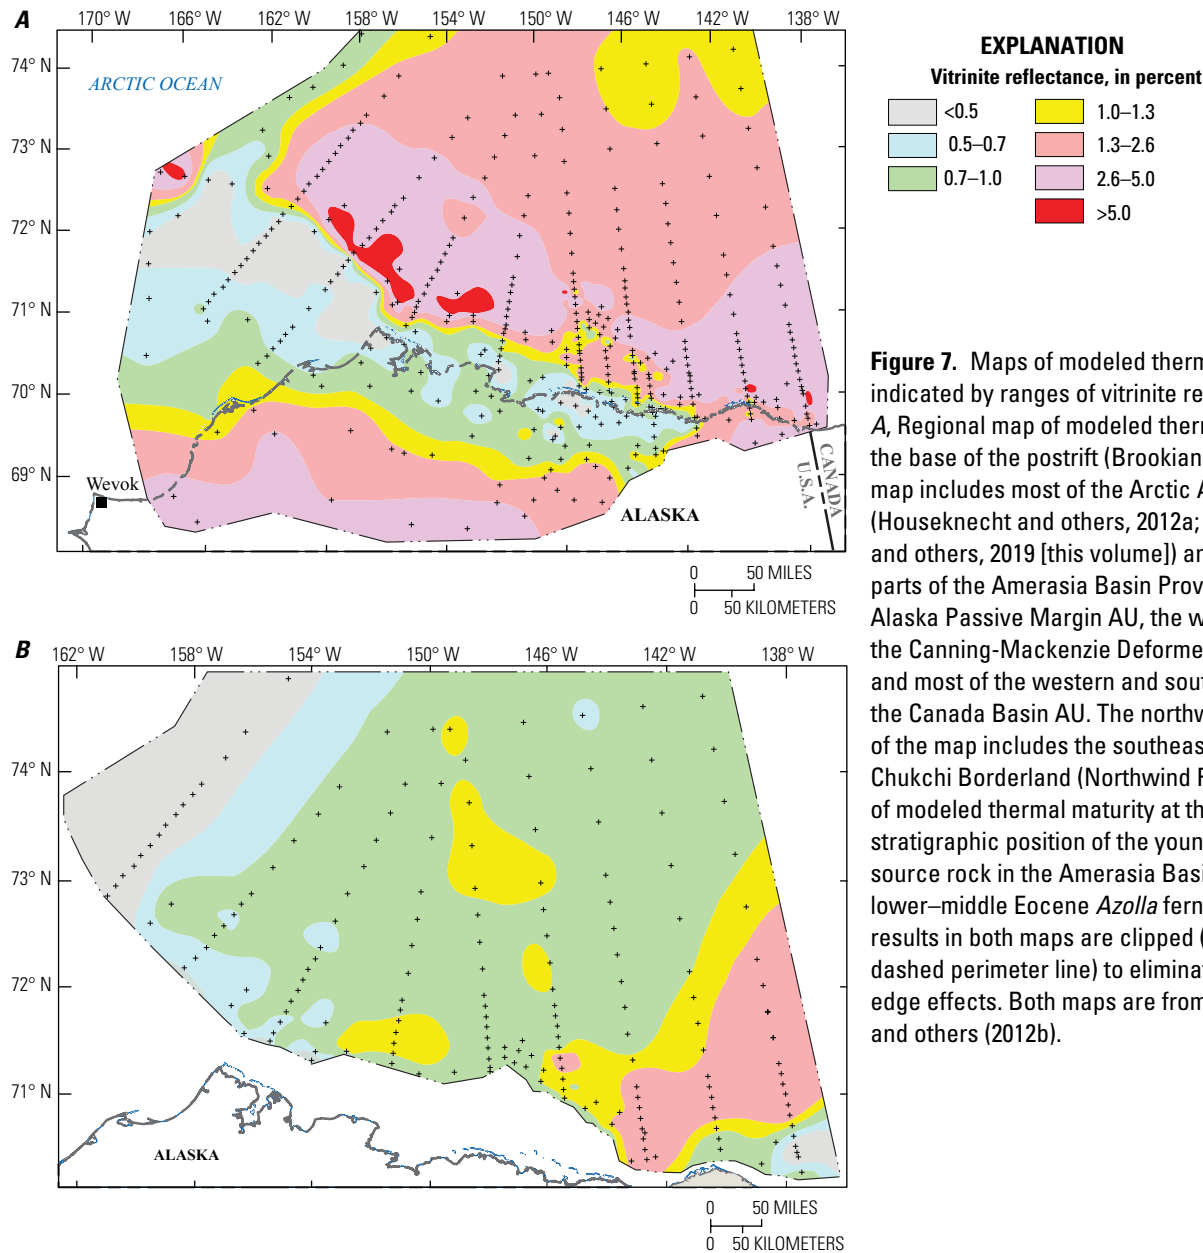 A
170° W 166° W 162° W 158° W 154° W 150° W 146° W 142° W 138° W
74° N
73° N
72° N
71° N
70° N
69° N
ARCTIC OCEAN
Wevok
ALASKA
CANADA
U.S.A.
0 50 MILES
0 50 KILOMETERS
EXPLANATION
Vitrinite reflectance, in percent
<0.5
0.5–0.7
0.7–1.0
1.0–1.3
1.3–2.6
2.6–5.0
>5.0
B
162° W 158° W 154° W 150° W 146° W 142° W 138° W
74° N
73° N
72° N
71° N
ALASKA
0 50 MILES
0 50 KILOMETERS
Figure 7. Maps of modeled therm
indicated by ranges of vitrinite re
A, Regional map of modeled therm
the base of the postrift (Brookian
map includes most of the Arctic A
(Houseknecht and others, 2012a;
and others, 2019 [this volume]) an
parts of the Amerasia Basin Prov
Alaska Passive Margin AU, the w
the Canning-Mackenzie Deforme
and most of the western and sout
the Canada Basin AU. The northw
of the map includes the southeas
Chukchi Borderland (Northwind F
of modeled thermal maturity at th
stratigraphic position of the youn
source rock in the Amerasia Basi
lower–middle Eocene Azolla fern
results in both maps are clipped (
dashed perimeter line) to eliminat
edge effects. Both maps are from
and others (2012b).